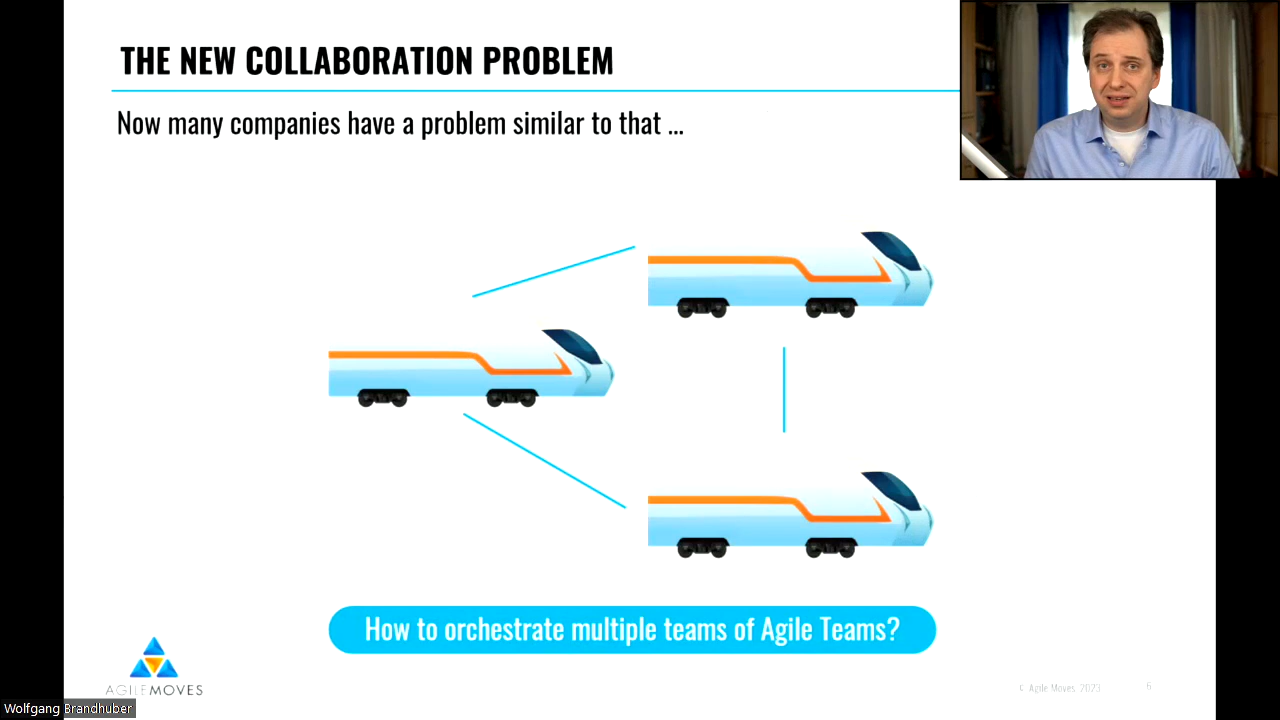 THE NEW COLLABORATION PROBLEM
Now many companies have a problem similar to that ...
How to orchestrate multiple teams of Agile Teams?
AGILEMOVES
© Agile Moves 2023
6
Wolfgang Brandhuber